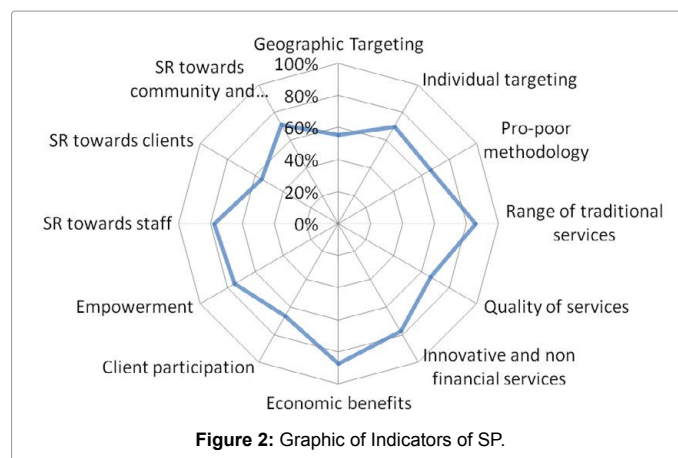 Geographic Targeting
100%
80%
60%
40%
20%
0%
Individual targeting
Pro-poor
methodology
Range of traditional
services
Quality of services
Innovative and non
financial services
Economic benefits
Client participation
Empowerment
SR towards staff
SR towards clients
SR towards
community and...
Figure 2: Graphic of Indicators of SP.